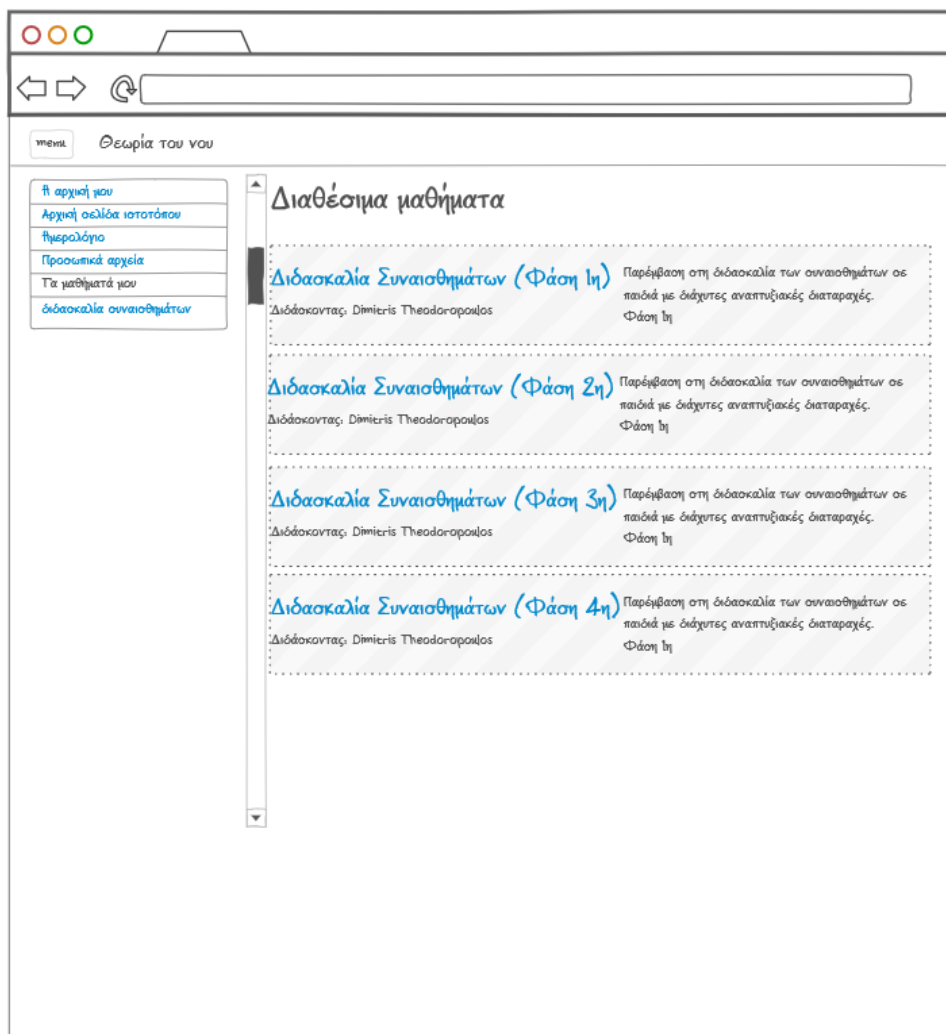 menu Θεωρία του νου
Η αρχική μου
Αρχική σελίδα ιστοτόπου
Ημερολόγιο
Προσωπικά αρχεία
Τα μαθήματά μου
διδασκαλία συναισθημάτων
Διαθέσιμα μαθήματα
Διδασκαλία Συναισθημάτων (Φάση 1η)
Διδάσκοντας: Dimitris Theodoropoulos
Παρέμβαση στη διδασκαλία των συναισθημάτων σε
παιδιά με διάχυτες αναπτυξιακές διαταραχές.
Φάση 1η
Διδασκαλία Συναισθημάτων (Φάση 2η)
Διδάσκοντας: Dimitris Theodoropoulos
Παρέμβαση στη διδασκαλία των συναισθημάτων σε
παιδιά με διάχυτες αναπτυξιακές διαταραχές.
Φάση 1η
Διδασκαλία Συναισθημάτων (Φάση 3η)
Διδάσκοντας: Dimitris Theodoropoulos
Παρέμβαση στη διδασκαλία των συναισθημάτων σε
παιδιά με διάχυτες αναπτυξιακές διαταραχές.
Φάση 1η
Διδασκαλία Συναισθημάτων (Φάση 4η)
Διδάσκοντας: Dimitris Theodoropoulos
Παρέμβαση στη διδασκαλία των συναισθημάτων σε
παιδιά με διάχυτες αναπτυξιακές διαταραχές.
Φάση 1η